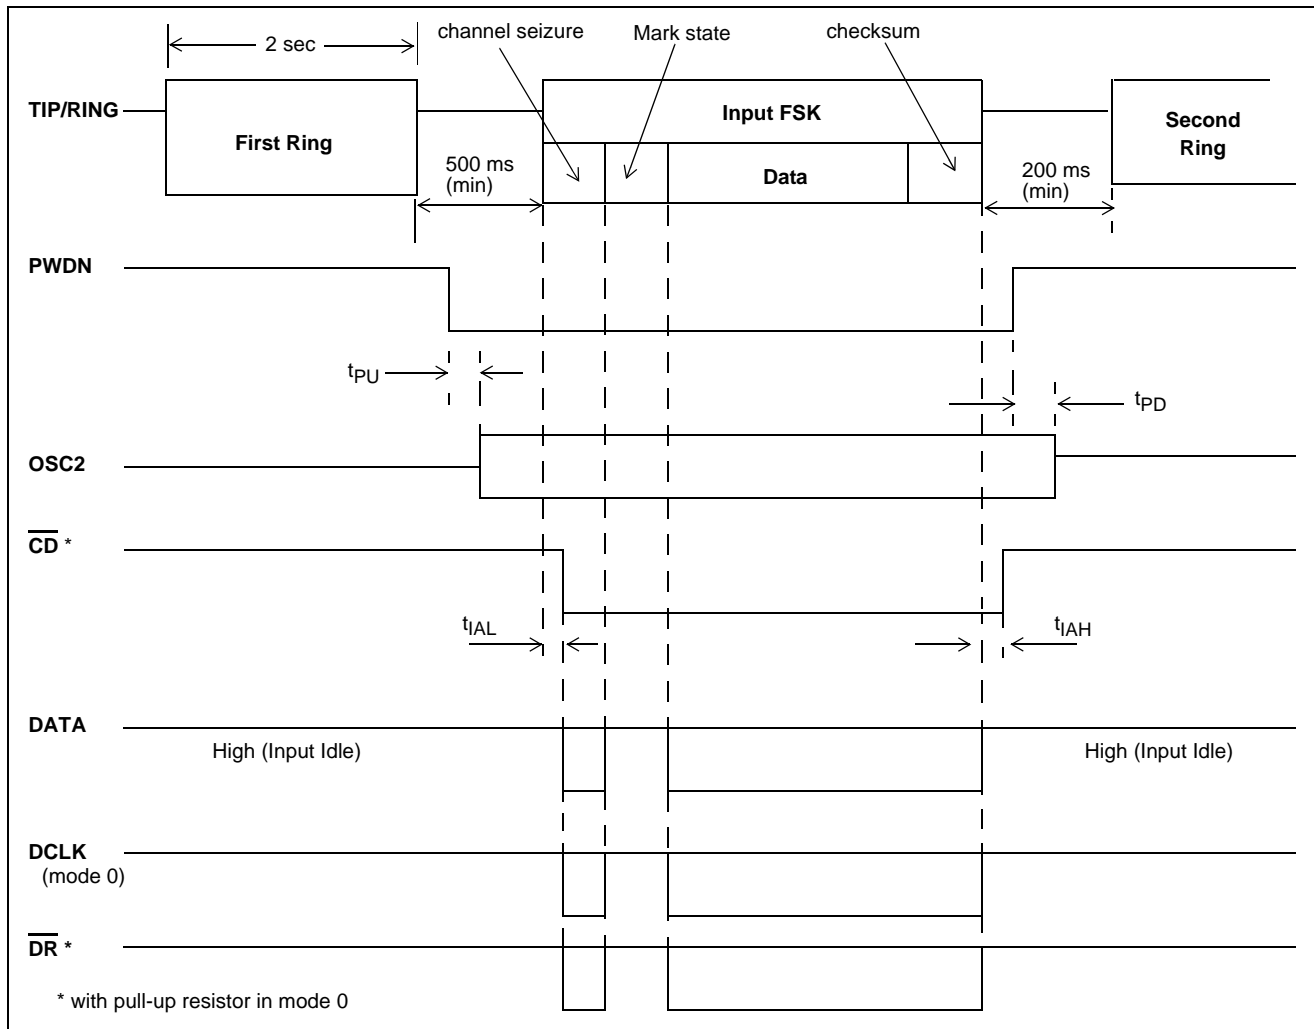 2 sec
channel seizure
Mark state
checksum
TIP/RING
First Ring
500 ms
(min)
Input FSK
Data
200 ms
(min)
Second
Ring
PWDN
tPU
tPD
OSC2
CD *
tIAL
tIAH
DATA
High (Input Idle)
High (Input Idle)
DCLK
(mode 0)
DR *
* with pull-up resistor in mode 0